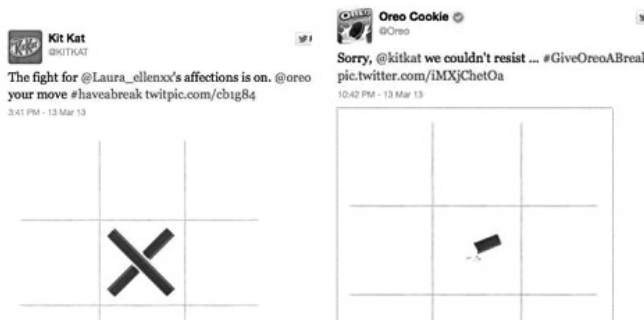 Kit Kat
@KITKAT
The fight for @Laura_ellenxx's affections is on. @oreo
your move #haveabreak twitpic.com/cb1g84
3:41 PM - 13 Mar 13
OREO
Oreo Cookie
@Oreo
Sorry, @kitkat we couldn't resist ... #GiveOreoABreak
pic.twitter.com/iMXjChetOa
10:42 PM - 13 Mar 13